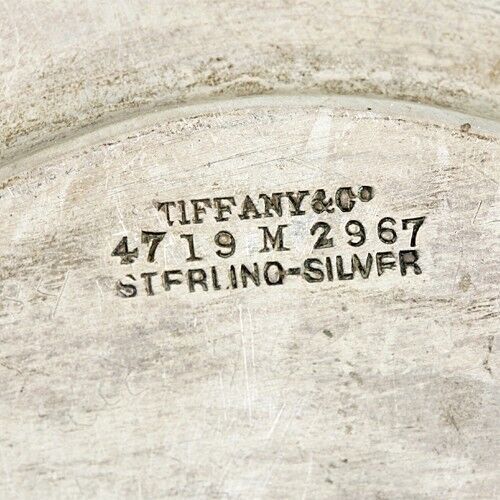 TIFFANY & Cº
4719 M 2967
STERLING-SILVER